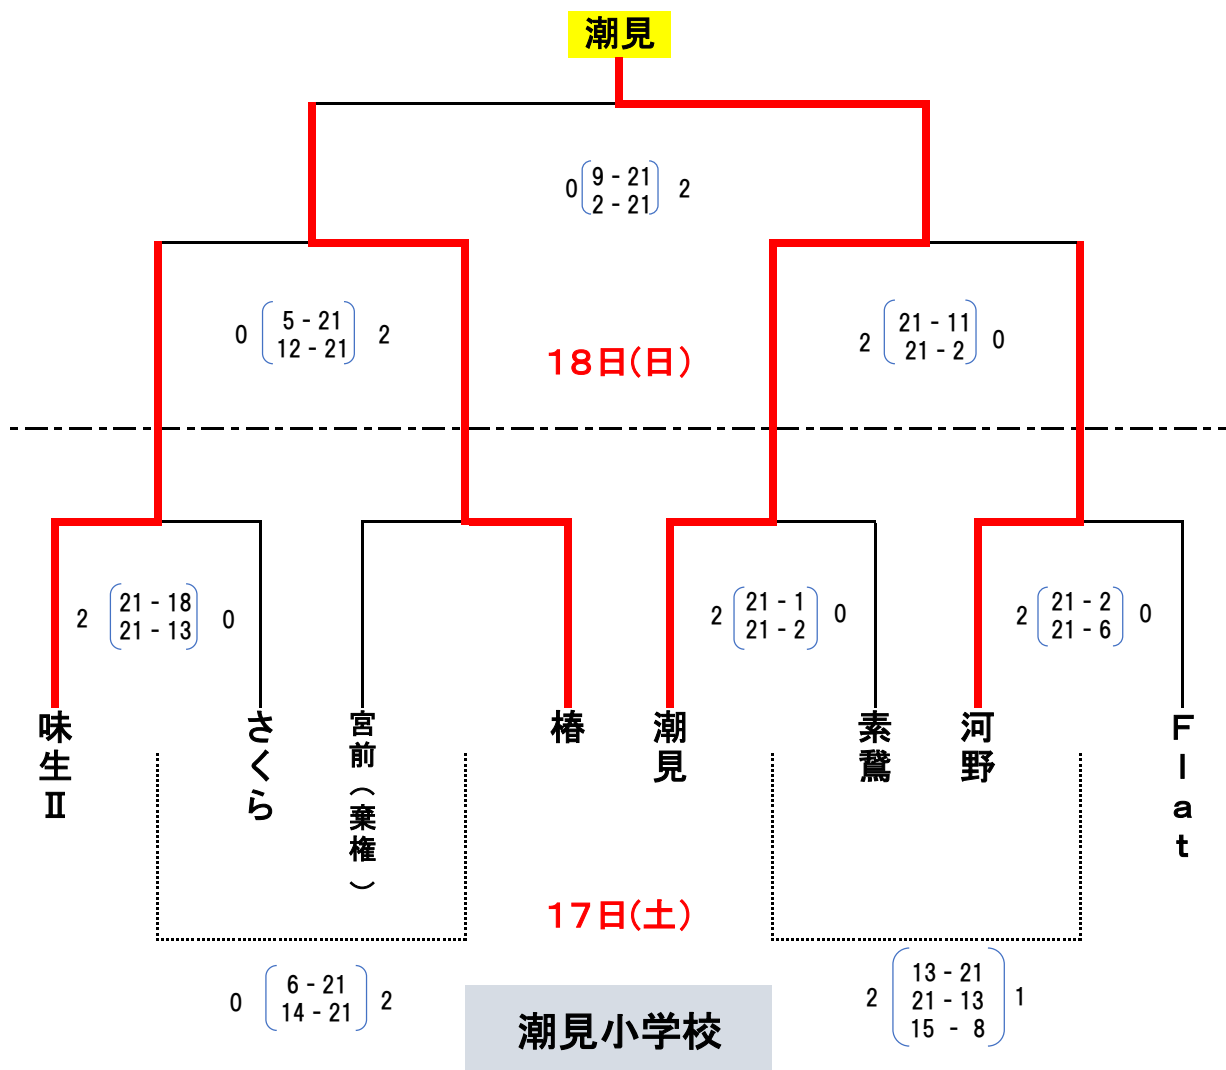 潮見
0 9 - 21 2
2 - 21
0 5 - 21 2
12 - 21
2 21 - 11 0
21 - 2
18日(日)
2 21 - 18 0
21 - 13
2 21 - 1 0
21 - 2
2 21 - 2 0
21 - 6
味生Ⅱ
さくら
宮前(棄権)
椿
潮見
素鵞
河野
Flat
17日(土)
0 6 - 21 2
14 - 21
2 13 - 21 1
21 - 13
15 - 8
潮見小学校